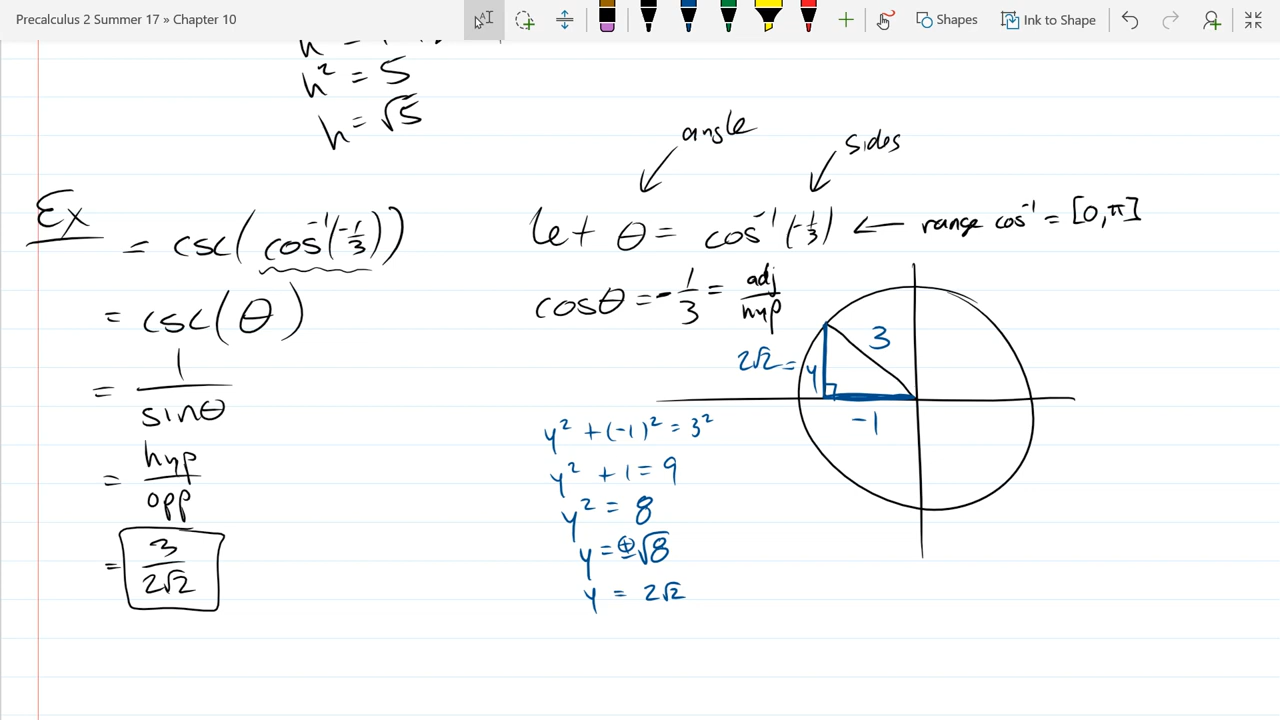 Precalculus 2 Summer 17 » Chapter 10
Shapes
Ink to Shape
h² = 5
h = √5
Ex
= csc(cos⁻¹(-1/3))
= csc(θ)
= 1/sinθ
= hyp/opp
= 3/2√2
angle
sides
let θ = cos⁻¹(-1/3) ← range cos⁻¹ = [0,π]
cosθ = -1/3 = adj/hyp
3
2√2 = y
-1
y² + (-1)² = 3²
y² + 1 = 9
y² = 8
y = ±√8
y = 2√2